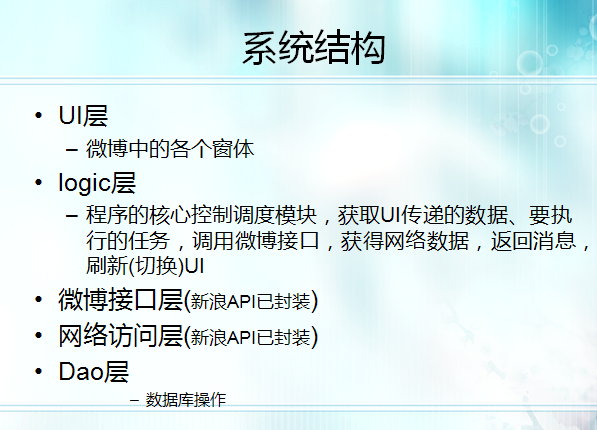 系统结构
• UI层
– 微博中的各个窗体
• logic层
– 程序的核心控制调度模块，获取UI传递的数据、要执
行的任务，调用微博接口，获得网络数据，返回消息，
刷新(切换)UI
• 微博接口层(新浪API已封装)
• 网络访问层(新浪API已封装)
• Dao层
– 数据库操作